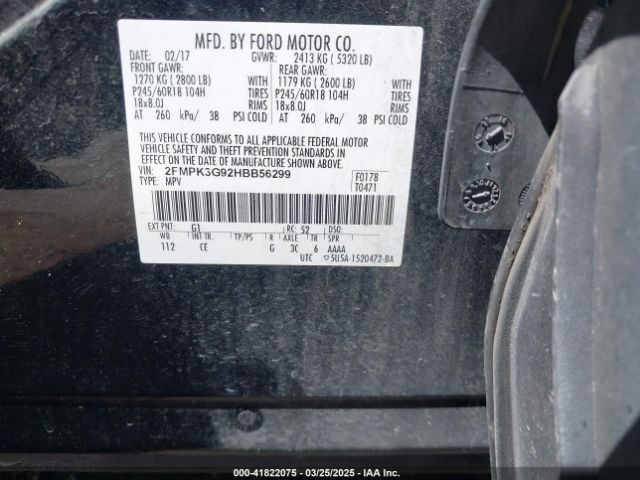 MFD. BY FORD MOTOR CO.
DATE: 02/17 GVWR: 2413 KG ( 5320 LB)
FRONT GAWR: REAR GAWR:
1270 KG ( 2800 LB) WITH 1179 KG ( 2600 LB) WITH
P245/60R18 104H TIRES P245/60R18 104H TIRES
18x8.0J RIMS 18x8.0J RIMS
AT 260 kPa/ 38 PSI COLD AT 260 kPa/ 38 PSI COLD
THIS VEHICLE CONFORMS TO ALL APPLICABLE FEDERAL MOTOR
VEHICLE SAFETY AND THEFT PREVENTION STANDARDS IN
EFFECT ON THE DATE OF MANUFACTURE SHOWN ABOVE.
VIN: 2FMPK3G92HBB56299 F0178
TYPE: MPV T0471
EXT PNT: G1 RC: 52 DSO:
WB INT TR TP/PS R AXLE TR SPR
112 CE G 3C 6 AAAA
UTC ▽5U5A-1520472-BA
000-41822075 - 03/25/2025 - IAA Inc.